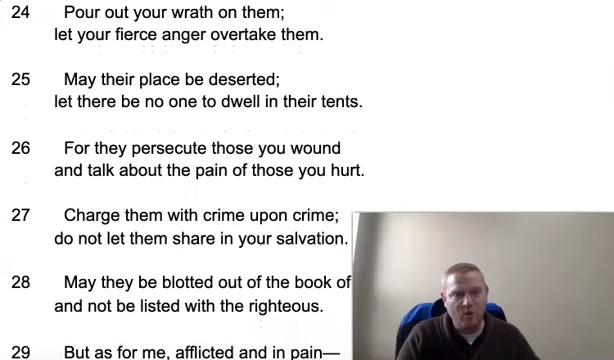 24 Pour out your wrath on them;
let your fierce anger overtake them.
25 May their place be deserted;
let there be no one to dwell in their tents.
26 For they persecute those you wound
and talk about the pain of those you hurt.
27 Charge them with crime upon crime;
do not let them share in your salvation.
28 May they be blotted out of the book of
and not be listed with the righteous.
29 But as for me, afflicted and in pain—